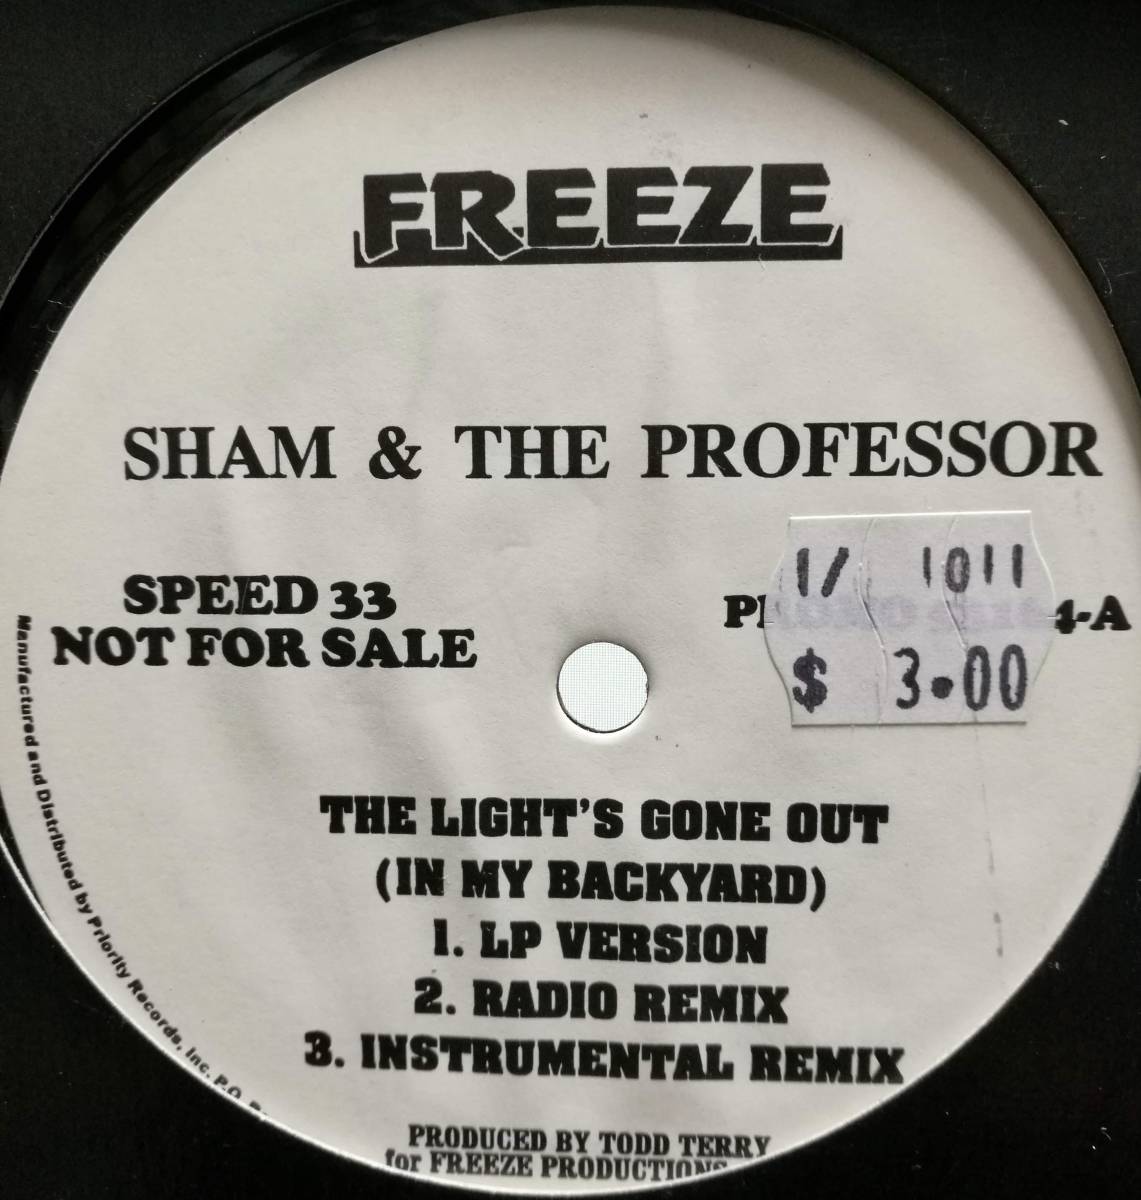 FREEZE
SHAM & THE PROFESSOR
SPEED 33
NOT FOR SALE
4-A
1/ 1011
$ 3.00
THE LIGHT'S GONE OUT
(IN MY BACKYARD)
1. LP VERSION
2. RADIO REMIX
3. INSTRUMENTAL REMIX
PRODUCED BY TODD TERRY
for FREEZE PRODUCTIONS
Manufactured and Distributed by Priority Records, Inc. P.O.